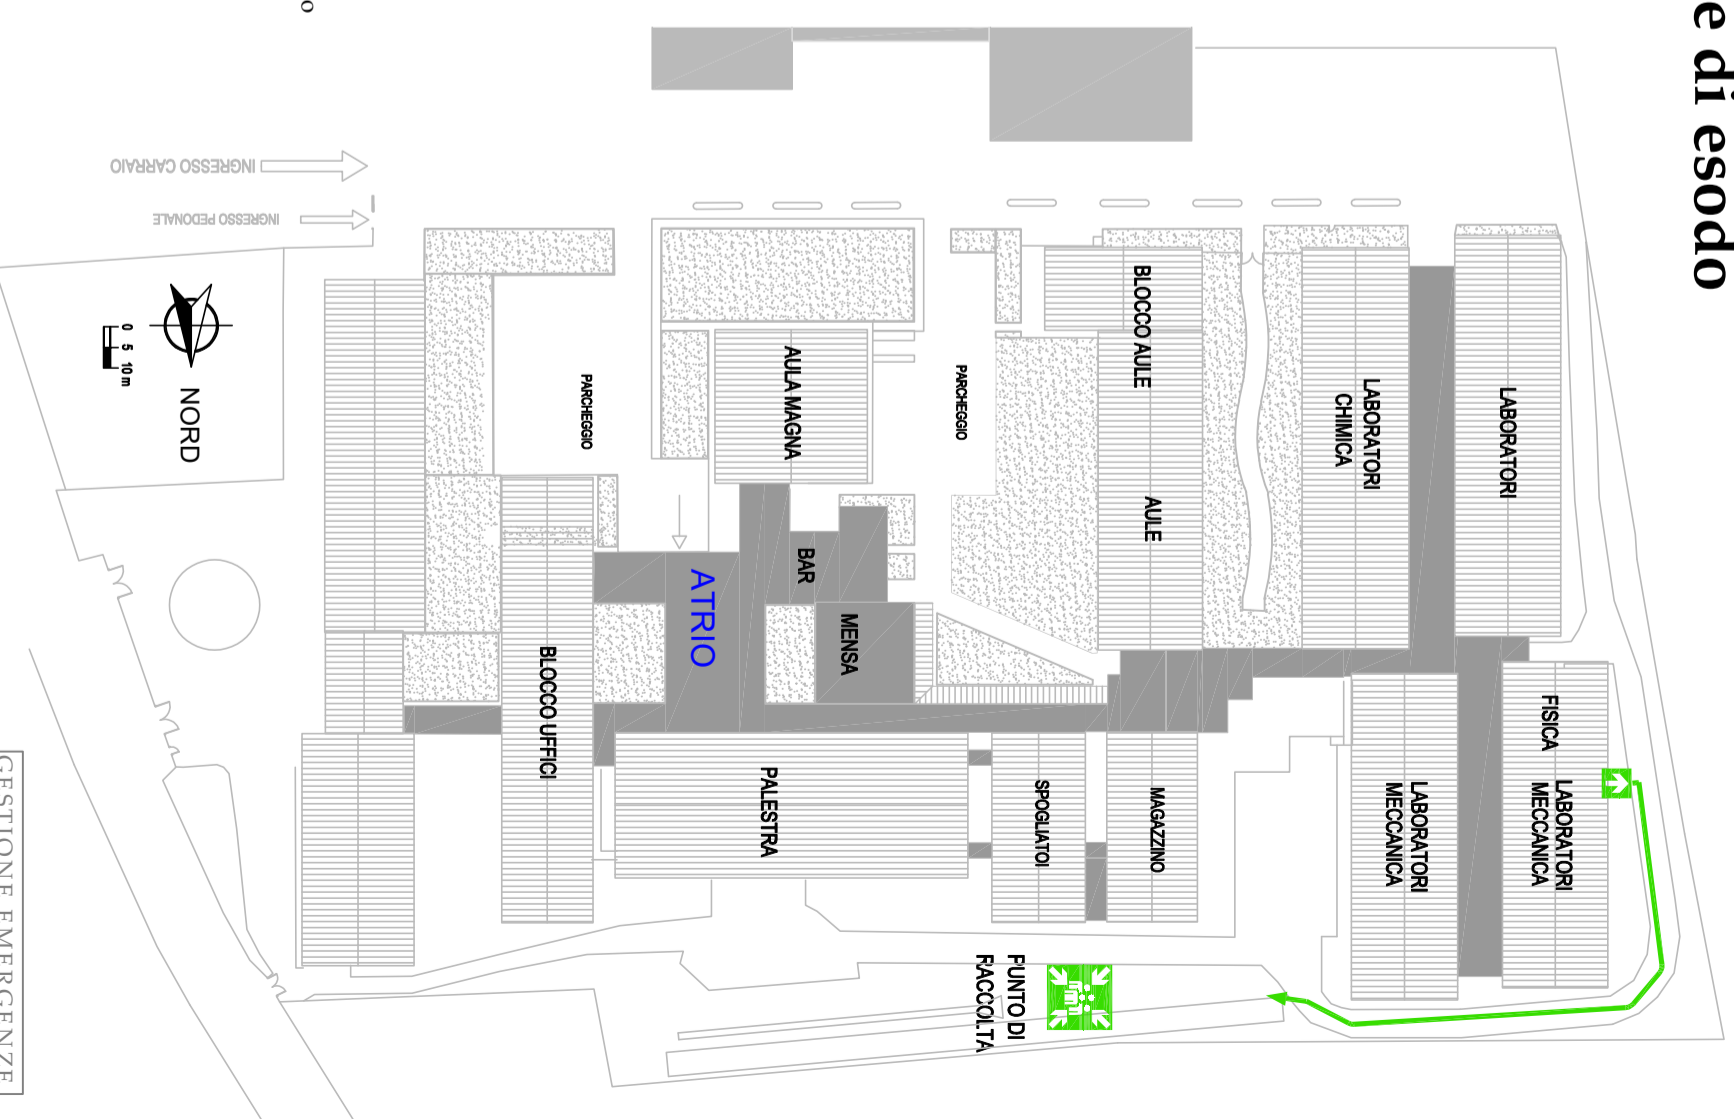 e di esodo
o
INGRESSO CARRAIO
INGRESSO PEDONALE
NORD
0 5 10 m
PARCHEGGIO
AULA MAGNA
PARCHEGGIO
BLOCCO AULE
AULE
LABORATORI
CHIMICA
LABORATORI
ATRIO
BAR
MENSA
BLOCCO UFFICI
PALESTRA
SPOGLIATOI
MAGAZZINO
FISICA
LABORATORI
MECCANICA
LABORATORI
MECCANICA
PUNTO DI
RACCOLTA
GESTIONE EMERGENZE